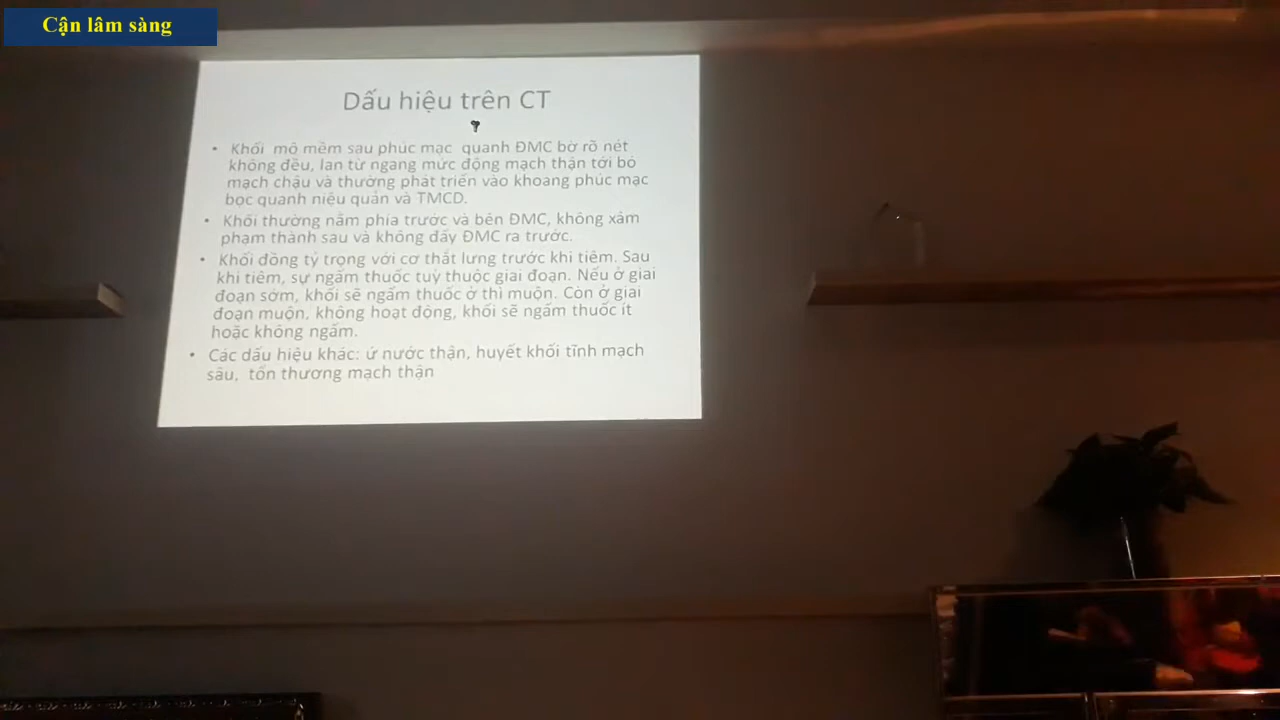 Cận lâm sàng
Dấu hiệu trên CT
• Khối mô mềm sau phúc mạc quanh ĐMC bờ rõ nét
không đều, lan từ ngang mức động mạch thận tới bó
mạch chậu và thường phát triển vào khoang phúc mạc
bọc quanh niệu quản và TMCD.
• Khối thường nằm phía trước và bên ĐMC, không xâm
phạm thành sau và không đẩy ĐMC ra trước.
• Khối đồng tỷ trọng với cơ thắt lưng trước khi tiêm. Sau
khi tiêm, sự ngấm thuốc tuỳ thuộc giai đoạn. Nếu ở giai
đoạn sớm, khối sẽ ngấm thuốc ở thì muộn. Còn ở giai
đoạn muộn, không hoạt động, khối sẽ ngấm thuốc ít
hoặc không ngấm.
• Các dấu hiệu khác: ứ nước thận, huyết khối tĩnh mạch
sâu, tổn thương mạch thận